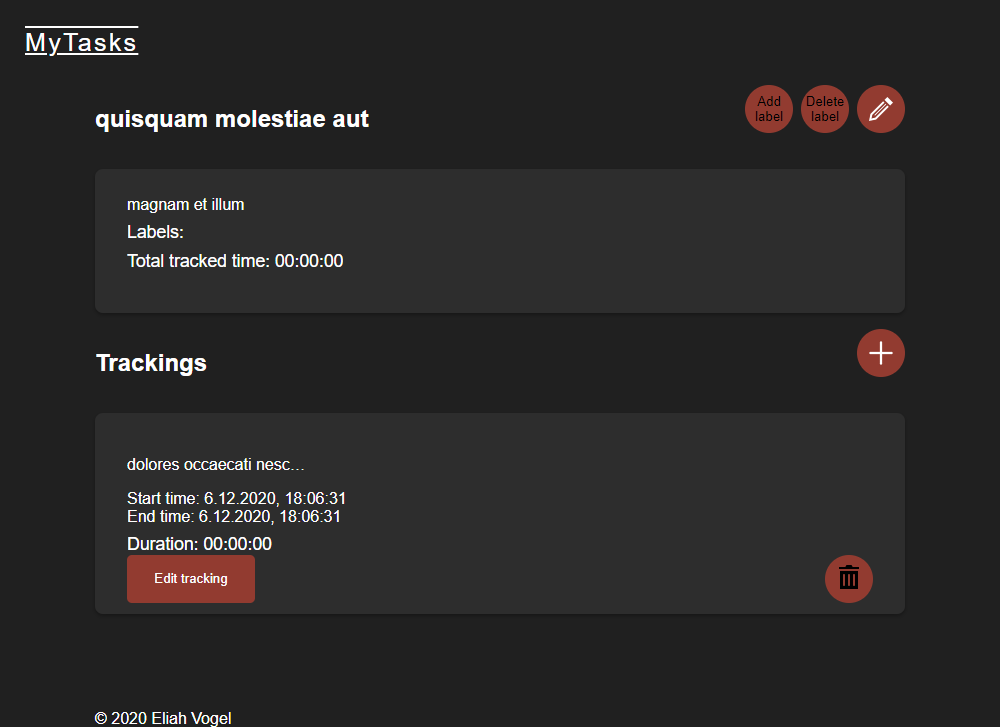 MyTasks
quisquam molestiae aut
Add
label
Delete
label
magnam et illum
Labels:
Total tracked time: 00:00:00
Trackings
dolores occaecati nesc...
Start time: 6.12.2020, 18:06:31
End time: 6.12.2020, 18:06:31
Duration: 00:00:00
Edit tracking
© 2020 Eliah Vogel